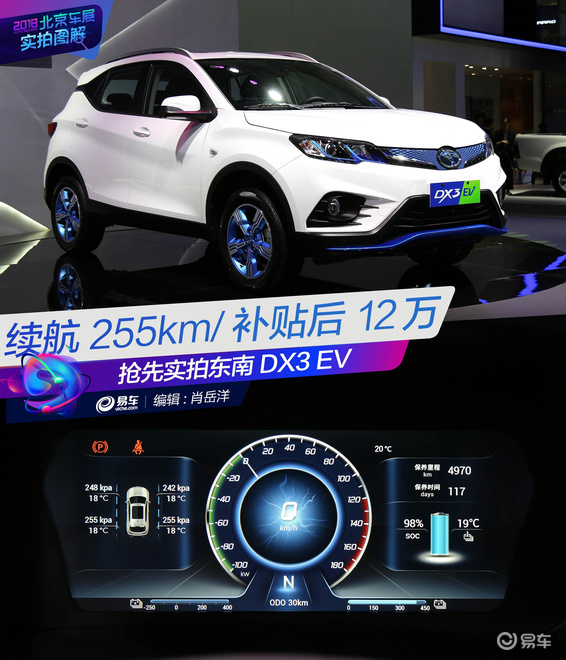 2018北京车展
实拍图解
DX3 EV
续航 255km/补贴后 12万
抢先实拍东南 DX3 EV
易车
yiche.com
编辑:肖岳洋
20℃
248 kpa
18℃
242 kpa
18℃
255 kpa
18℃
255 kpa
18℃
0
-20
-40
-60
-80
-100
kW
20
40
60
80
100
120
140
160
180
0
km/h
N
ODO 30km
保养里程
km
4970
保养时间
days
117
98%
SOC
19℃
-250
0
200
400
0
150
300
450
易车